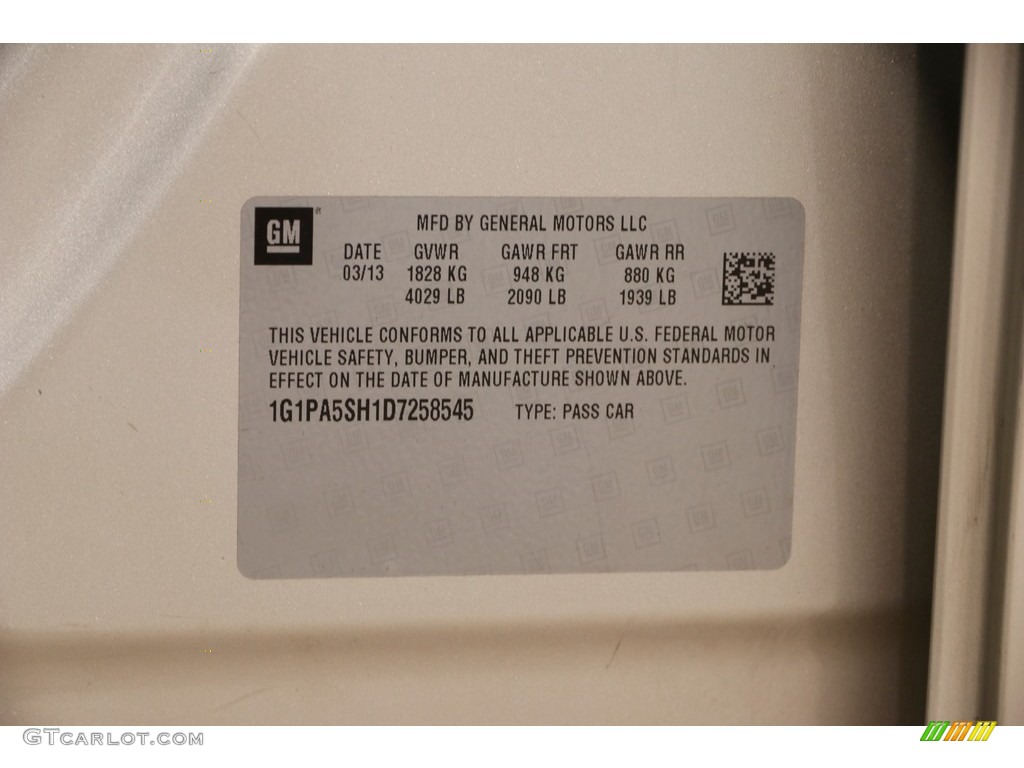 GM
MFD BY GENERAL MOTORS LLC
DATE GVWR GAWR FRT GAWR RR
03/13 1828 KG 948 KG 880 KG
4029 LB 2090 LB 1939 LB
THIS VEHICLE CONFORMS TO ALL APPLICABLE U.S. FEDERAL MOTOR
VEHICLE SAFETY, BUMPER, AND THEFT PREVENTION STANDARDS IN
EFFECT ON THE DATE OF MANUFACTURE SHOWN ABOVE.
1G1PA5SH1D7258545 TYPE: PASS CAR
GTcarlot.com